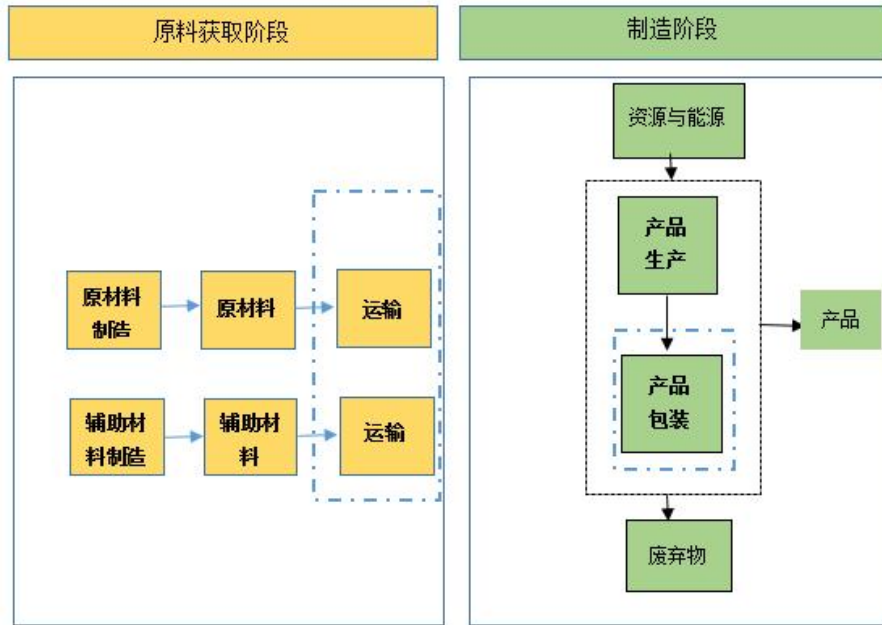 原料获取阶段
制造阶段
原材料
制造
原材料
运输
辅助材
料制造
辅助材
料
运输
资源与能源
产品
生产
产品
包装
产品
废弃物